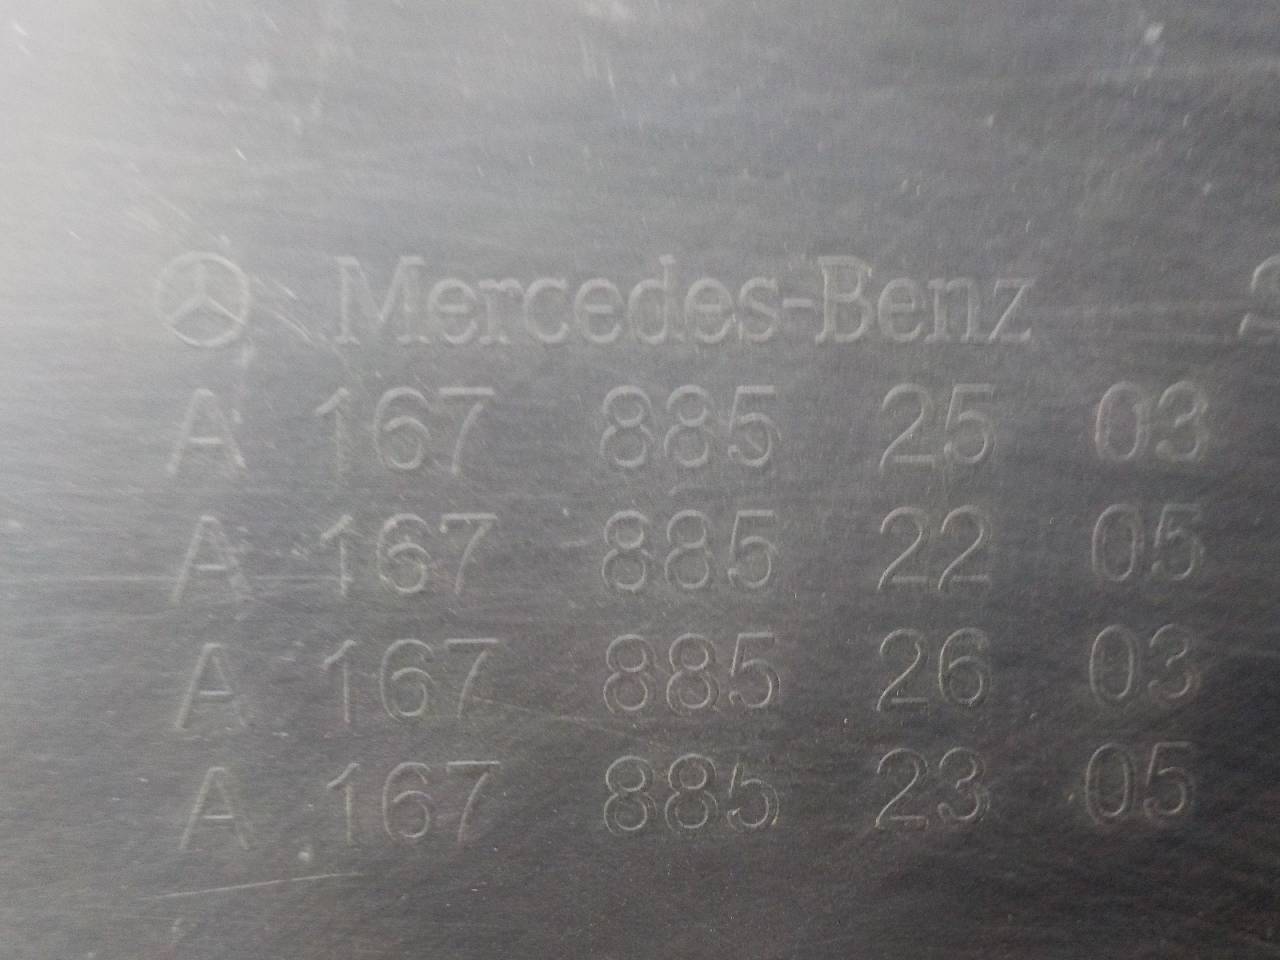 Mercedes-Benz
A 167 885 25 03
A 167 885 22 05
A 167 885 26 03
A 167 885 23 05